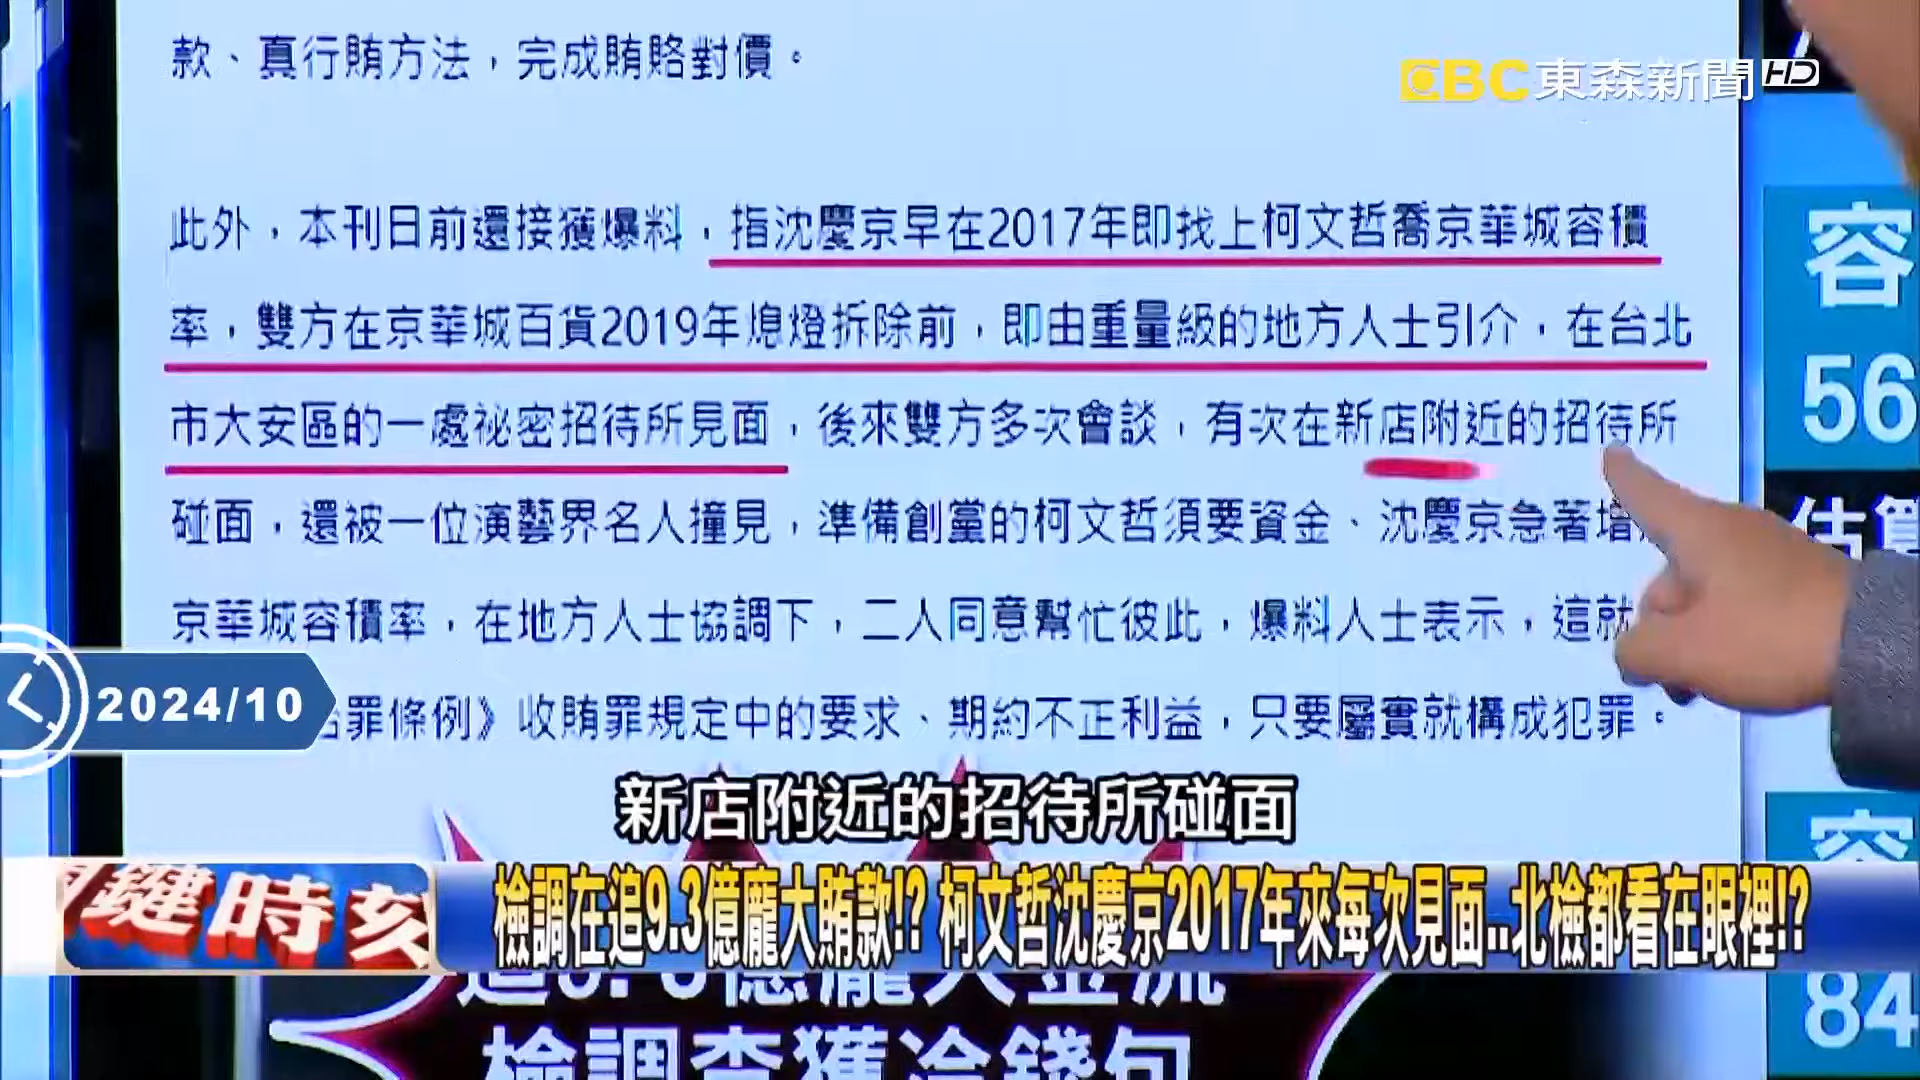 款、真行賄方法，完成賄賂對價。
EBC東森新聞HD
此外，本刊日前還接獲爆料，指沈慶京早在2017年即找上柯文哲喬京華城容積
率，雙方在京華城百貨2019年熄燈拆除前，即由重量級的地方人士引介，在台北
市大安區的一處祕密招待所見面，後來雙方多次會談，有次在新店附近的招待所
碰面，還被一位演藝界名人撞見，準備創黨的柯文哲須要資金、沈慶京急著增
京華城容積率，在地方人士協調下，二人同意幫忙彼此，爆料人士表示，這就
治罪條例》收賄罪規定中的要求、期約不正利益，只要屬實就構成犯罪。
容
56
估算
容
84
2024/10
新店附近的招待所碰面
關鍵時刻
檢調在追9.3億龐大賄款!? 柯文哲沈慶京2017年來每次見面..北檢都看在眼裡!?
檢調查獲冷錢包